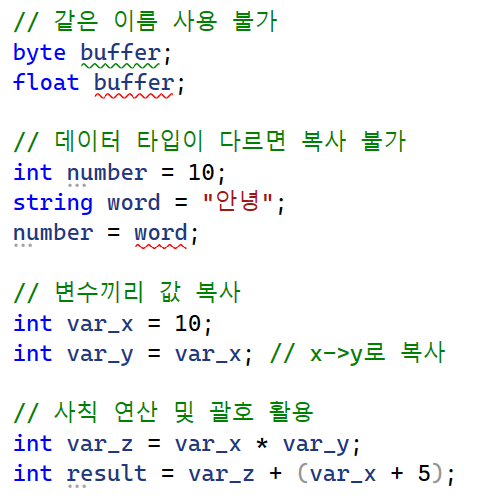 // 같은 이름 사용 불가
byte buffer;
float buffer;
// 데이터 타입이 다르면 복사 불가
int number = 10;
string word = "안녕";
number = word;
// 변수끼리 값 복사
int var_x = 10;
int var_y = var_x; // x->y로 복사
// 사칙 연산 및 괄호 활용
int var_z = var_x * var_y;
int result = var_z + (var_x + 5);